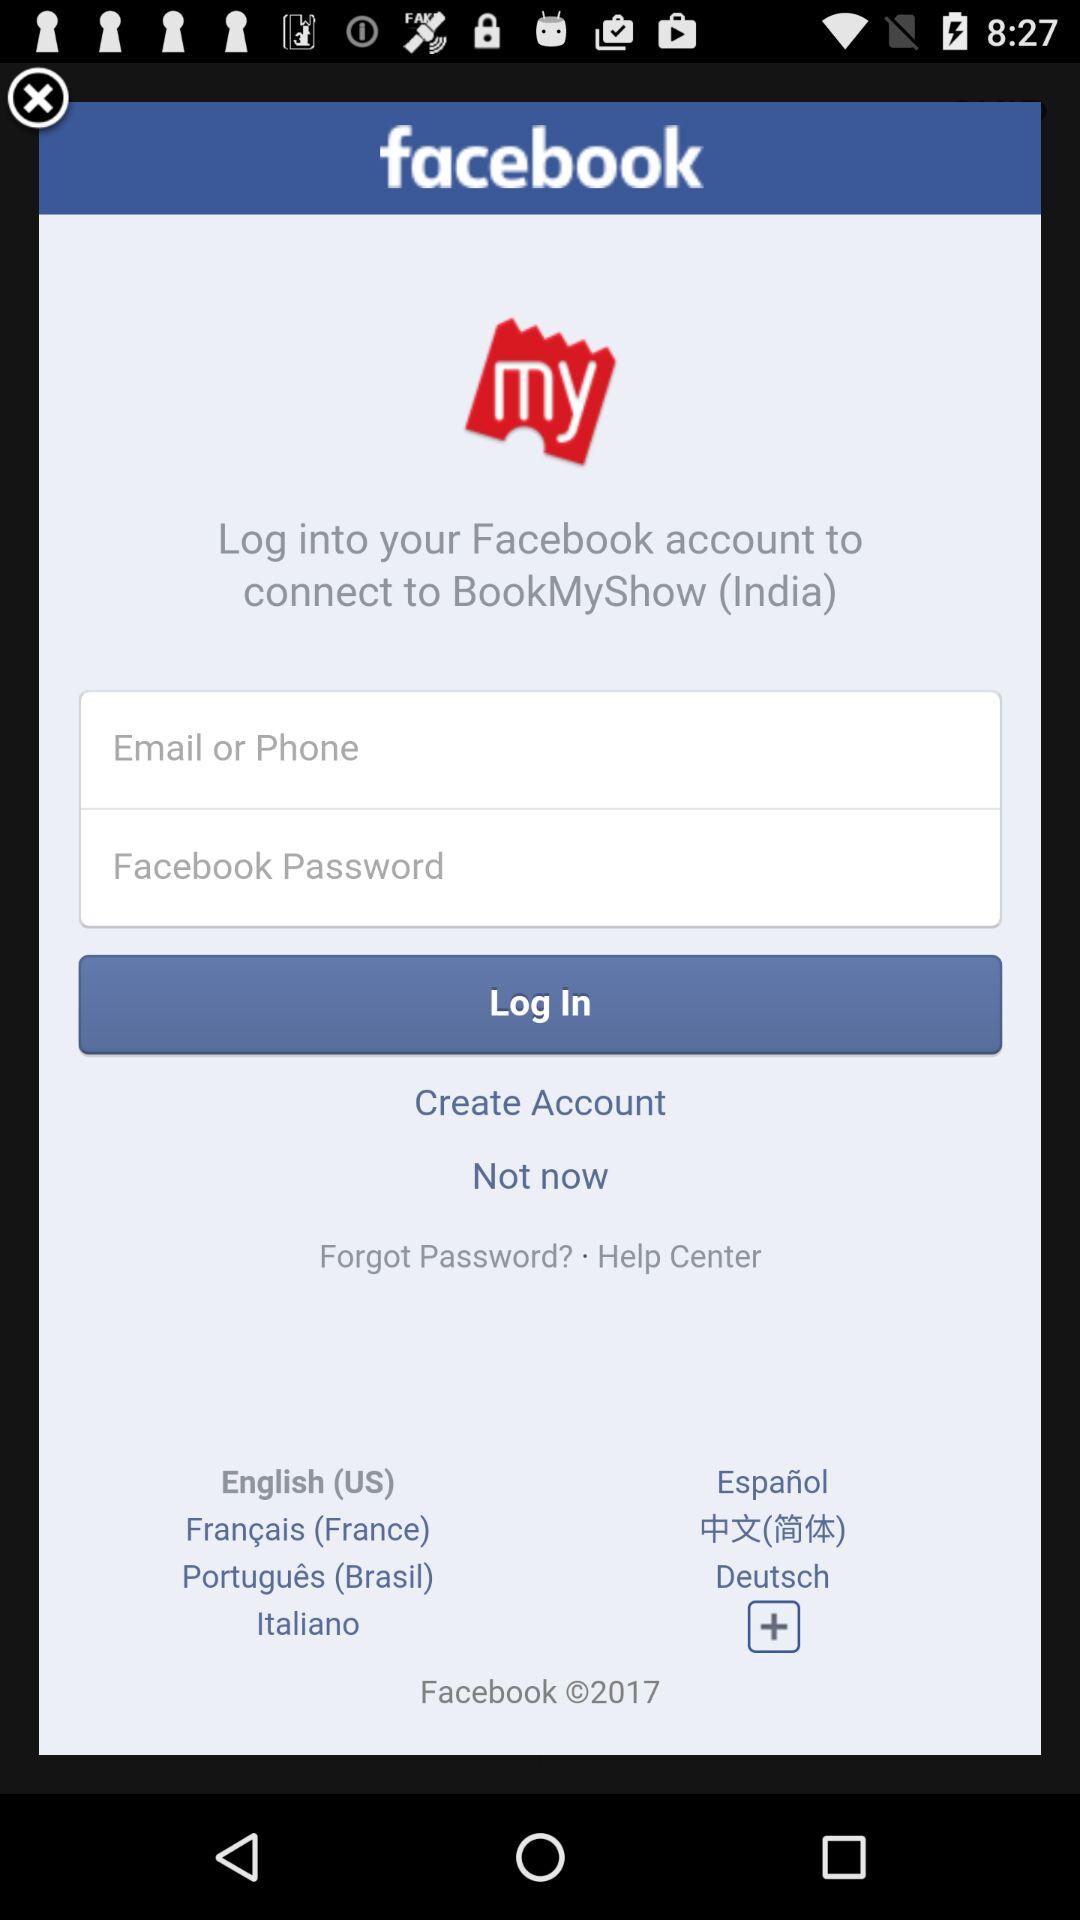 FAKE
8:27
facebook
my
Log into your Facebook account to
connect to BookMyShow (India)
Email or Phone
Facebook Password
Log In
Create Account
Not now
Forgot Password? · Help Center
English (US)
Español
Français (France)
中文(简体)
Português (Brasil)
Deutsch
Italiano
Facebook ©2017